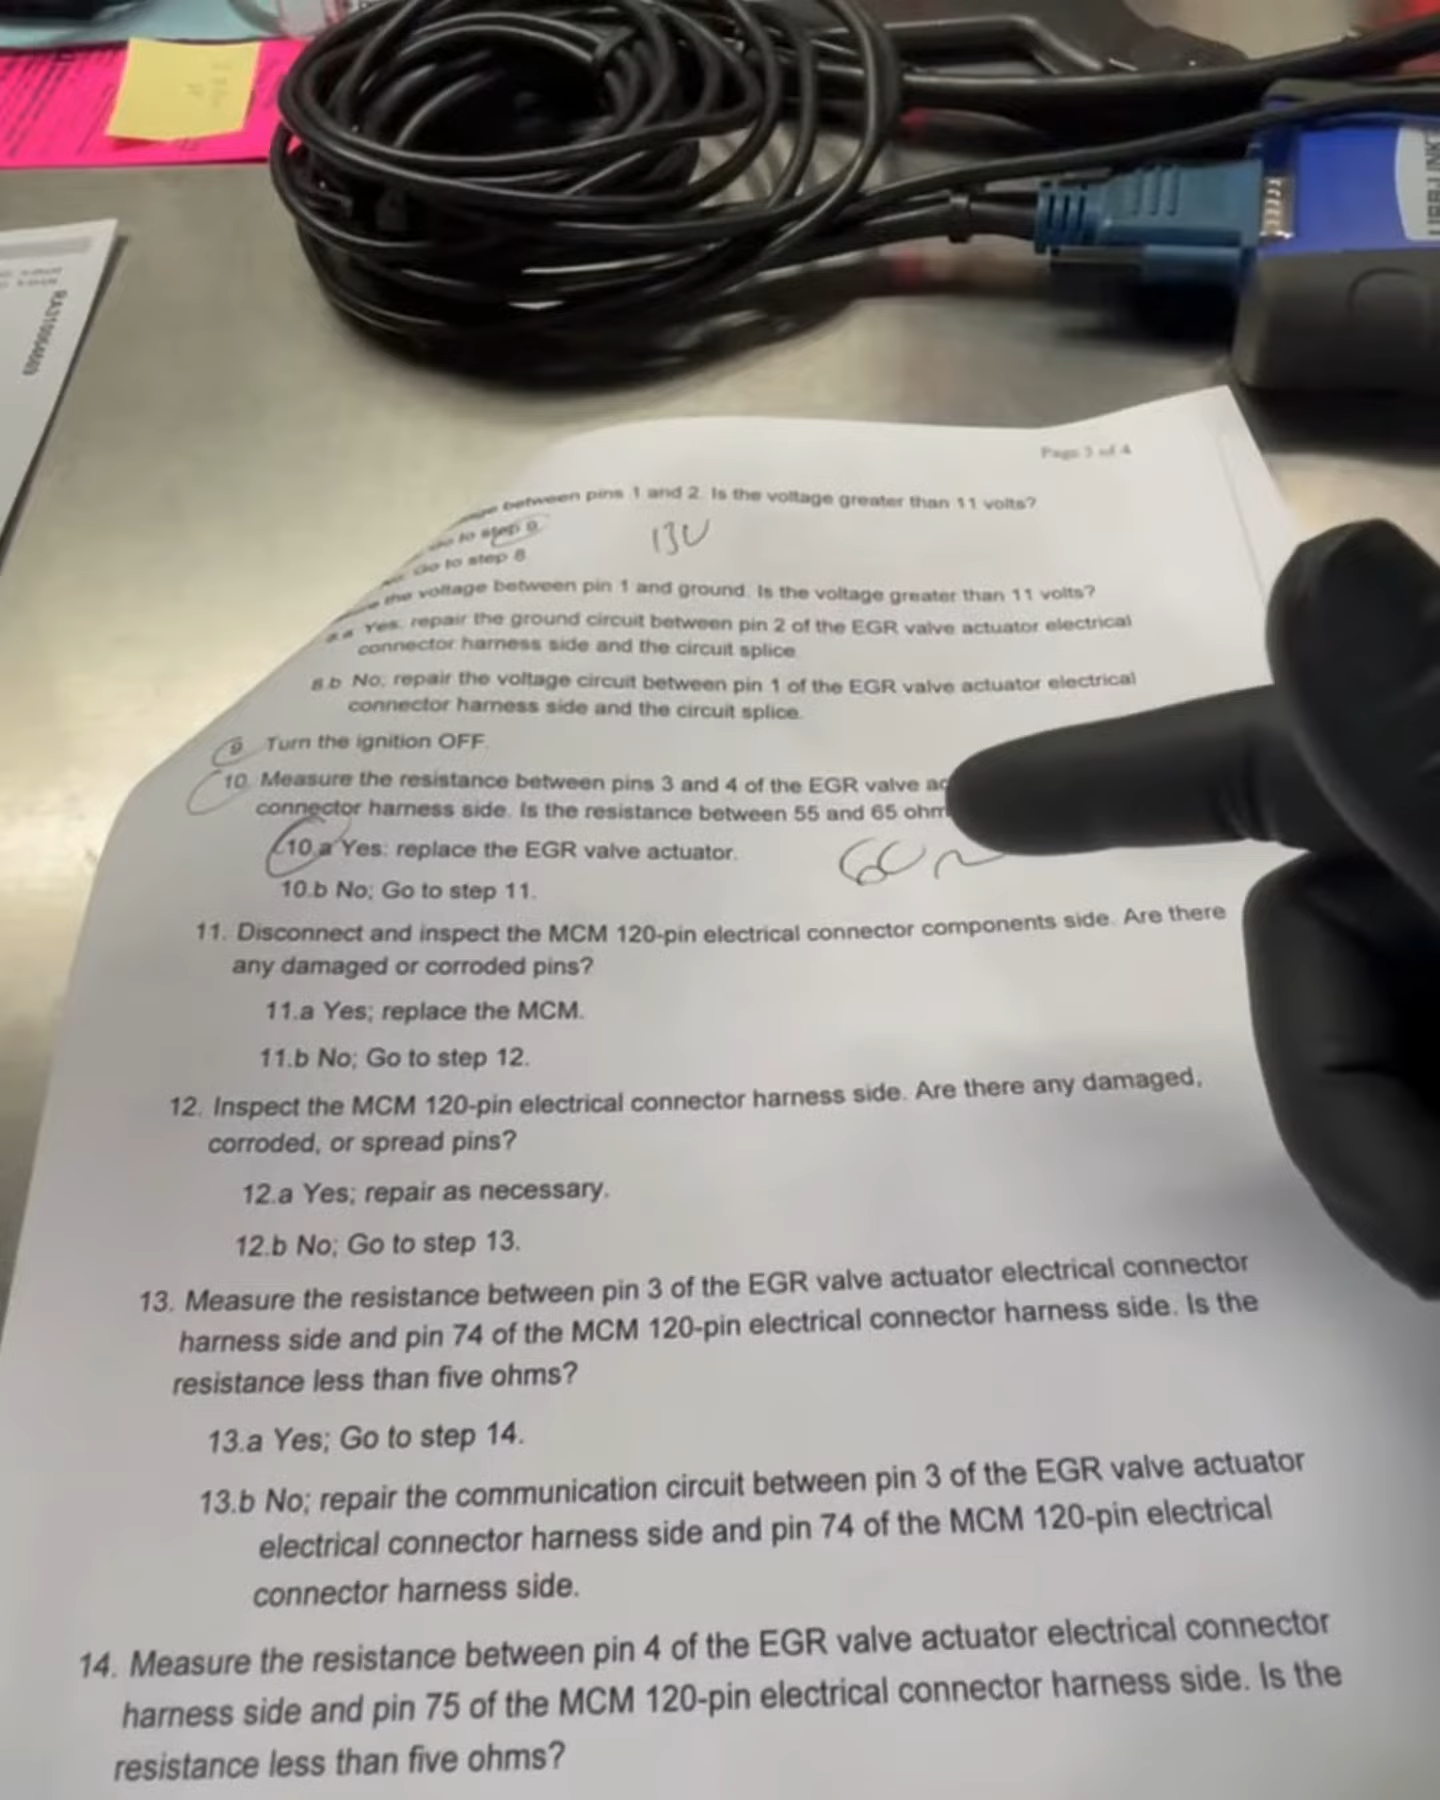 USB LINK
RA310064669
Page 3 of 4
between pins 1 and 2. Is the voltage greater than 11 volts?
Go to step 9
13V
Go to step 8
the voltage between pin 1 and ground. Is the voltage greater than 11 volts?
8.a Yes; repair the ground circuit between pin 2 of the EGR valve actuator electrical
connector harness side and the circuit splice.
8.b No; repair the voltage circuit between pin 1 of the EGR valve actuator electrical
connector harness side and the circuit splice.
9. Turn the ignition OFF.
10. Measure the resistance between pins 3 and 4 of the EGR valve ac
connector harness side. Is the resistance between 55 and 65 ohm
10.a Yes: replace the EGR valve actuator.
10.b No; Go to step 11.
11. Disconnect and inspect the MCM 120-pin electrical connector components side. Are there
any damaged or corroded pins?
11.a Yes; replace the MCM.
11.b No; Go to step 12.
12. Inspect the MCM 120-pin electrical connector harness side. Are there any damaged,
corroded, or spread pins?
12.a Yes; repair as necessary.
12.b No; Go to step 13.
13. Measure the resistance between pin 3 of the EGR valve actuator electrical connector
harness side and pin 74 of the MCM 120-pin electrical connector harness side. Is the
resistance less than five ohms?
13.a Yes; Go to step 14.
13.b No; repair the communication circuit between pin 3 of the EGR valve actuator
electrical connector harness side and pin 74 of the MCM 120-pin electrical
connector harness side.
14. Measure the resistance between pin 4 of the EGR valve actuator electrical connector
harness side and pin 75 of the MCM 120-pin electrical connector harness side. Is the
resistance less than five ohms?